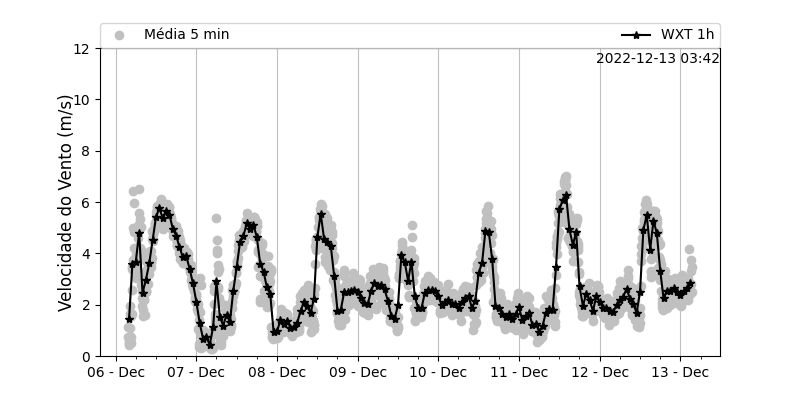 Média 5 min
WXT 1h
2022-12-13 03:42
Velocidade do Vento (m/s)
12
10
8
6
4
2
0
06 - Dec 07 - Dec 08 - Dec 09 - Dec 10 - Dec 11 - Dec 12 - Dec 13 - Dec